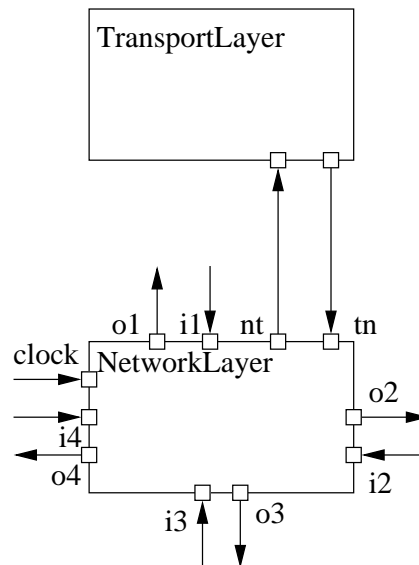 TransportLayer
o1 i1 nt tn
clock NetworkLayer
o2
i4
o4 i2
i3 o3